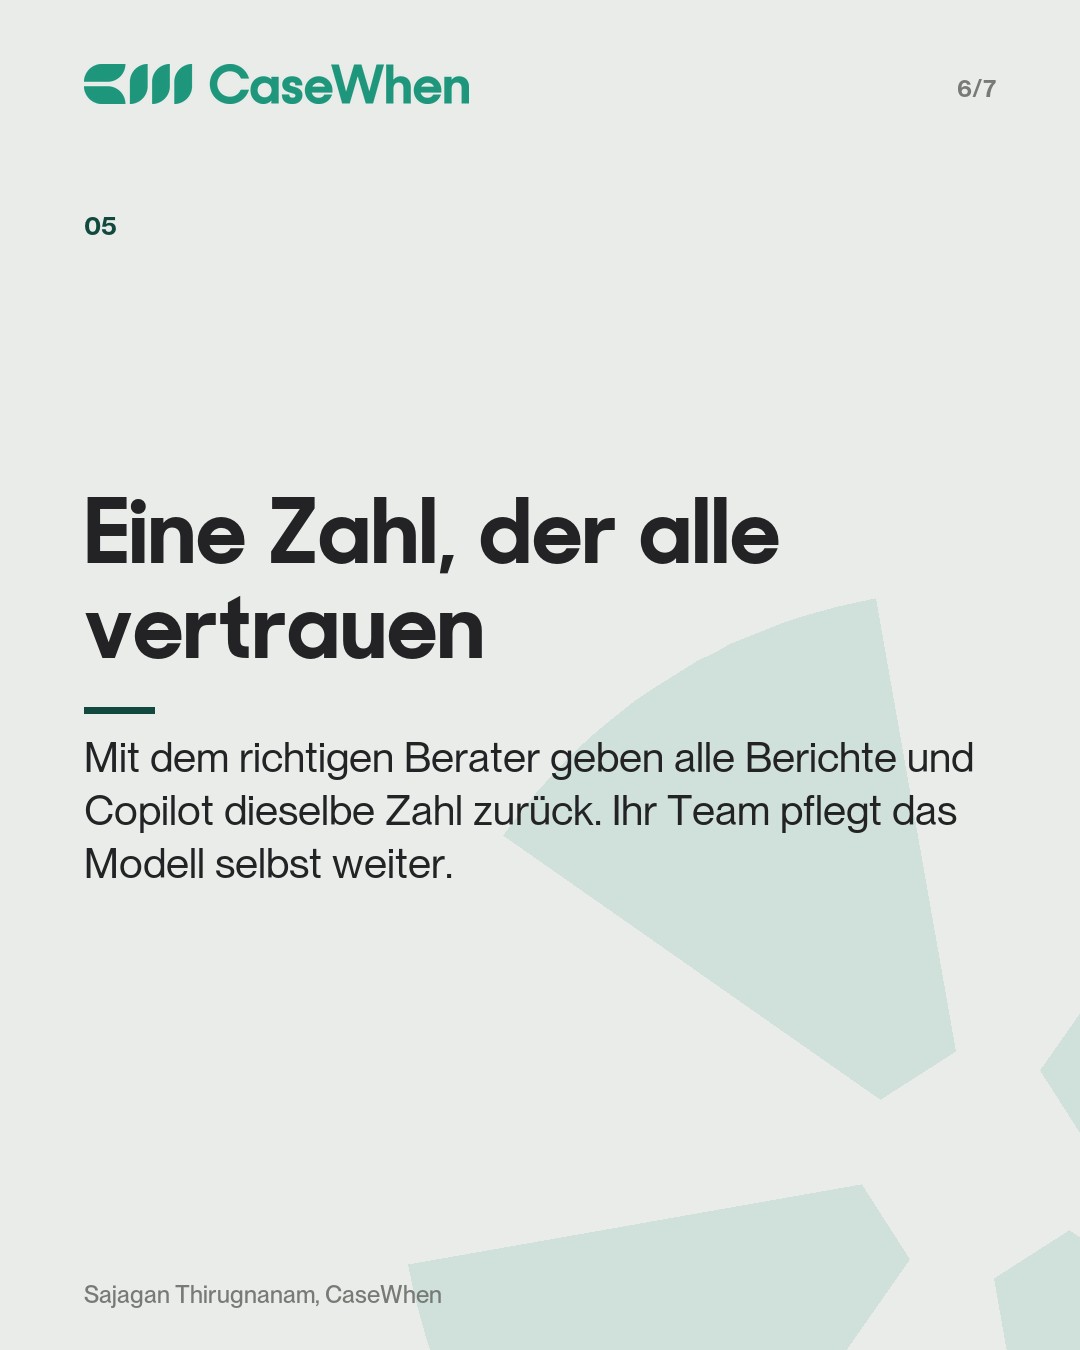 CaseWhen
6/7
05
Eine Zahl, der alle
vertrauen
Mit dem richtigen Berater geben alle Berichte und
Copilot dieselbe Zahl zurück. Ihr Team pflegt das
Modell selbst weiter.
Sajagan Thirugnanam, CaseWhen